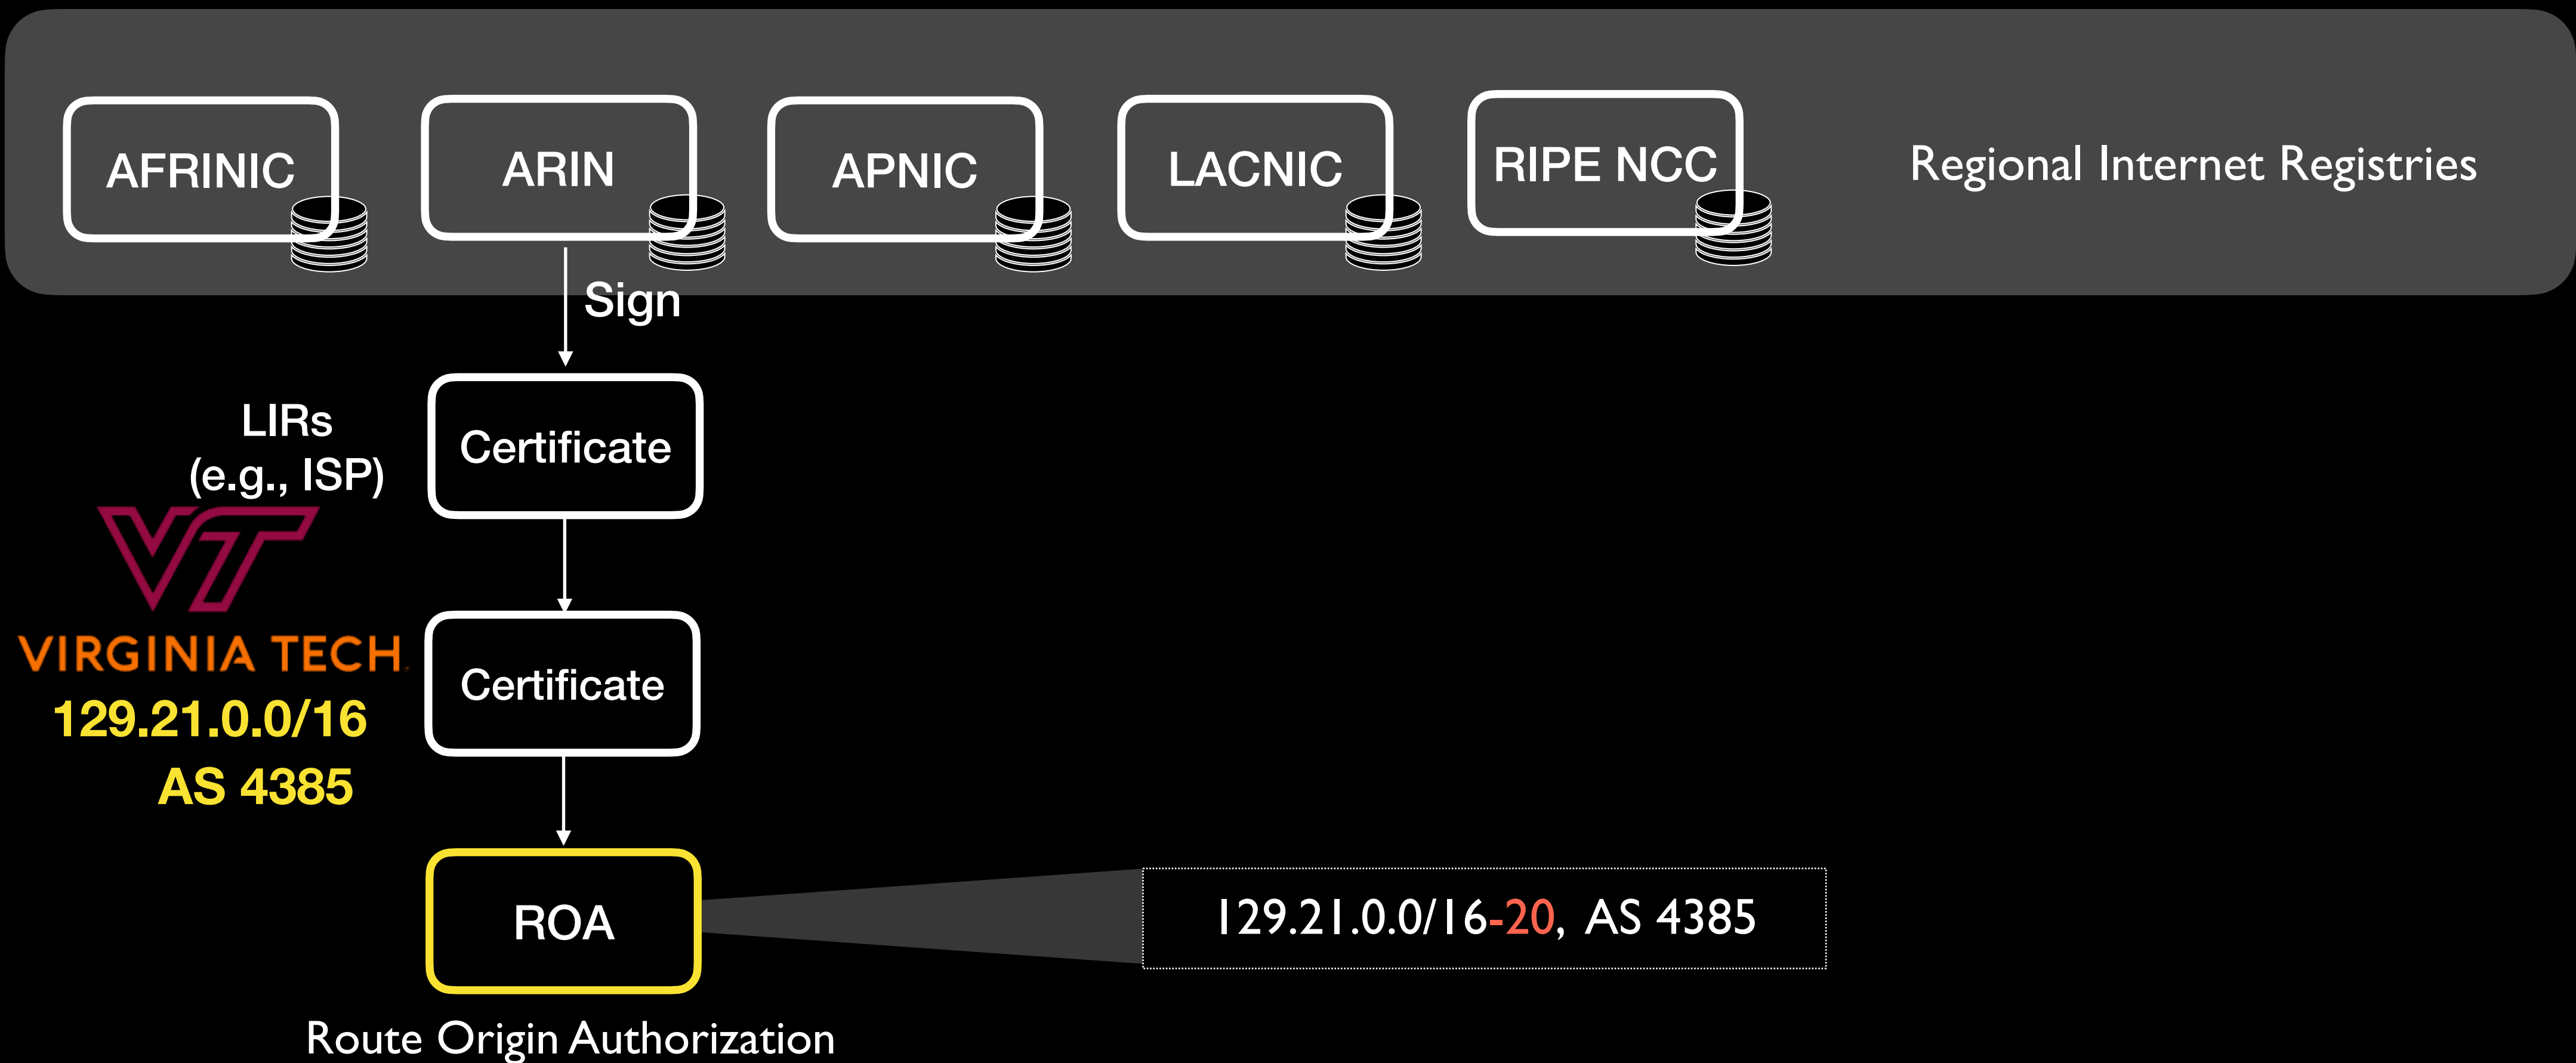 AFRINIC
ARIN
APNIC
LACNIC
RIPE NCC
Regional Internet Registries
Sign
LIRs
(e.g., ISP)
Certificate
VT
VIRGINIA TECH.
Certificate
129.21.0.0/16
AS 4385
ROA
129.21.0.0/16-20, AS 4385
Route Origin Authorization